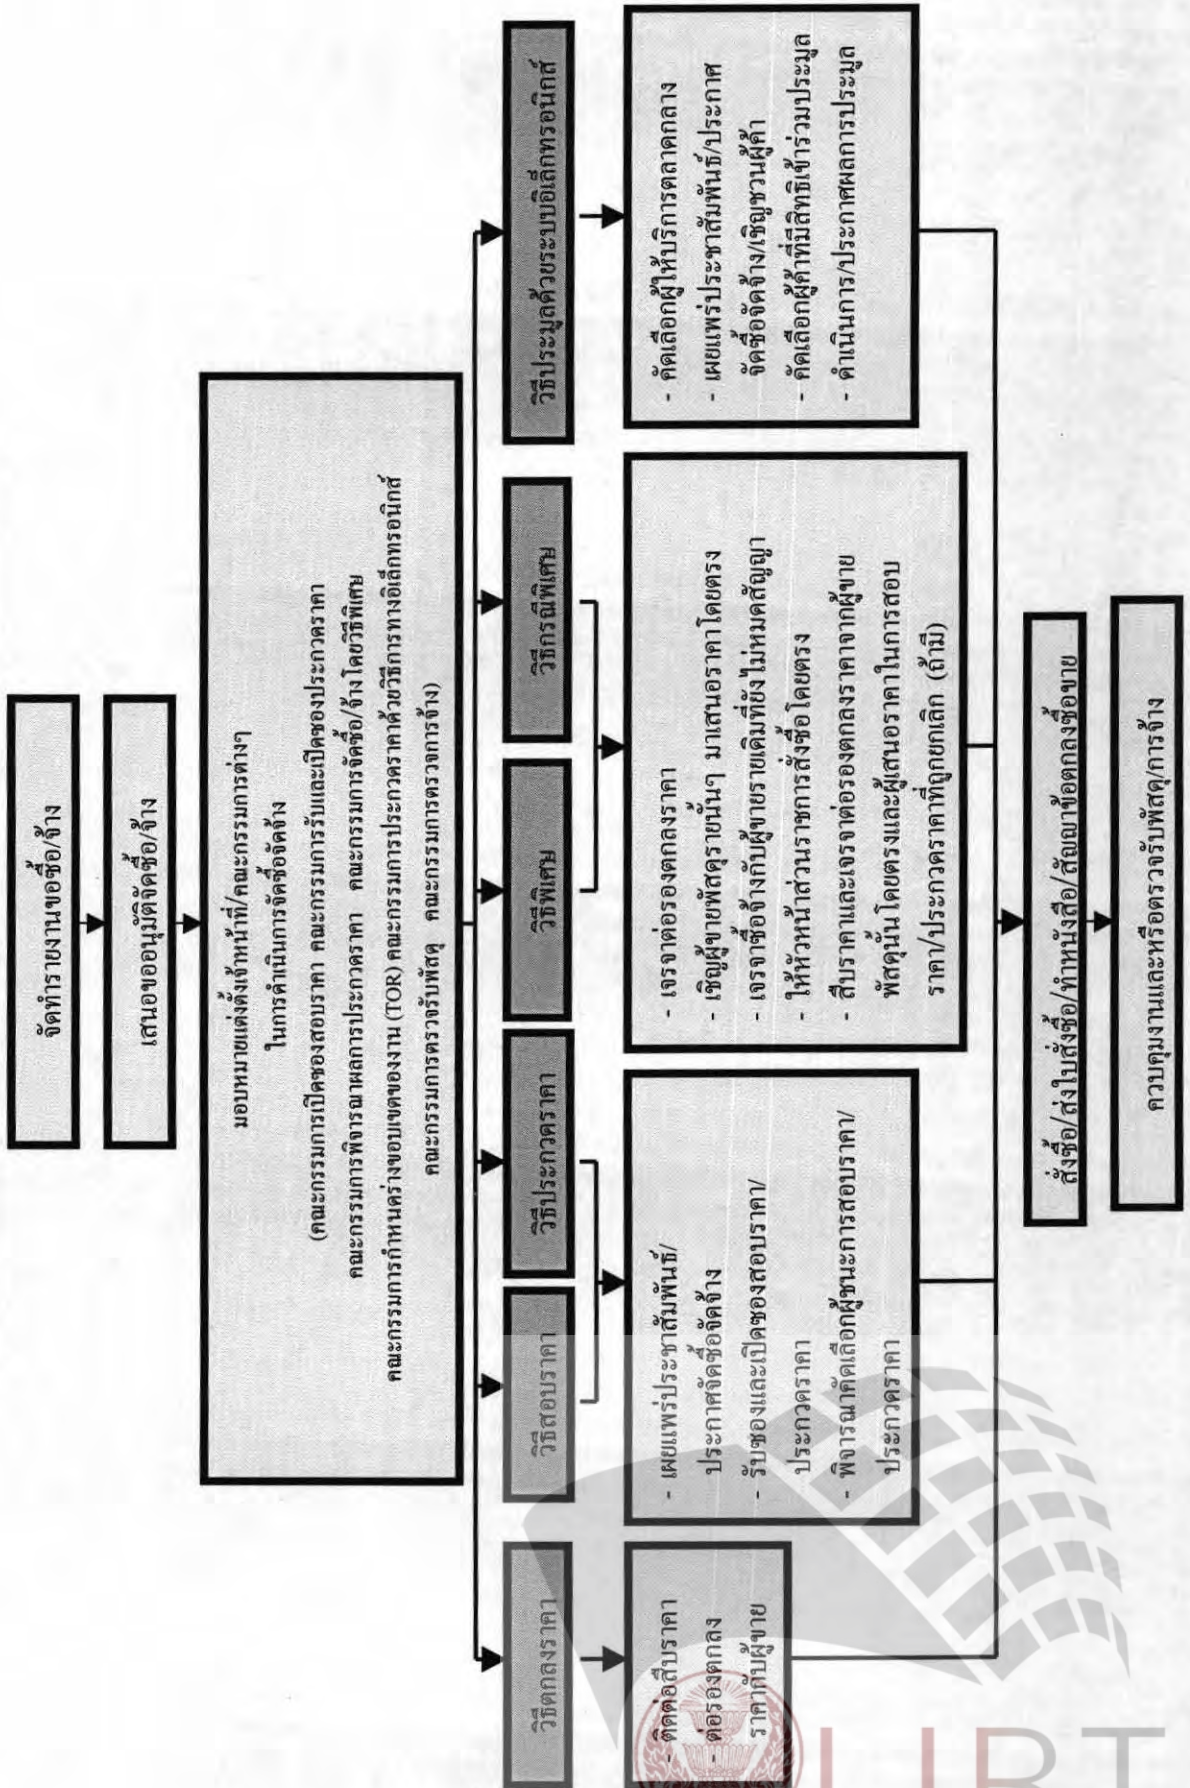 จัดทำรายงานขอซื้อ/จ้าง
เสนอขออนุมัติจัดซื้อ/จ้าง
มอบหมายแต่งตั้งเจ้าหน้าที่/คณะกรรมการต่างๆ
ในการดำเนินการจัดซื้อจัดจ้าง
(คณะกรรมการเปิดซองสอบราคา คณะกรรมการรับและเปิดซองประกวดราคา
คณะกรรมการพิจารณาผลการประกวดราคา คณะกรรมการจัดซื้อ/จ้างโดยวิธีพิเศษ
คณะกรรมการกำหนดร่างขอบเขตของงาน (TOR) คณะกรรมการประกวดราคาด้วยวิธีการทางอิเล็กทรอนิกส์
คณะกรรมการตรวจรับพัสดุ คณะกรรมการตรวจการจ้าง)
วิธีตกลงราคา
วิธีสอบราคา
วิธีประกวดราคา
วิธีพิเศษ
วิธีกรณีพิเศษ
วิธีประมูลด้วยระบบอิเล็กทรอนิกส์
- ติดต่อสืบราคา
- ต่อรองตกลง
ราคากับผู้ขาย
- เผยแพร่ประชาสัมพันธ์/
ประกาศจัดซื้อจัดจ้าง
- รับซองและเปิดซองสอบราคา/
ประกวดราคา
- พิจารณาคัดเลือกผู้ชนะการสอบราคา/
ประกวดราคา
- เจรจาต่อรองตกลงราคา
- เชิญผู้ขายพัสดุรายนั้นๆ มาเสนอราคาโดยตรง
- เจรจาซื้อจ้างกับผู้ขายรายเดิมที่ยังไม่หมดสัญญา
ให้หัวหน้าส่วนราชการสั่งซื้อโดยตรง
- สืบราคาและเจรจาต่อรองตกลงราคาจากผู้ขาย
พัสดุนั้นโดยตรงและผู้เสนอราคาในการสอบ
ราคา/ประกวดราคาที่ถูกยกเลิก (ถ้ามี)
- คัดเลือกผู้ให้บริการตลาดกลาง
- เผยแพร่ประชาสัมพันธ์/ประกาศ
จัดซื้อจัดจ้าง/เชิญชวนผู้ค้า
- คัดเลือกผู้ค้าที่มีสิทธิเข้าร่วมประมูล
- ดำเนินการ/ประกาศผลการประมูล
สั่งซื้อ/ส่งใบสั่งซื้อ/ทำหนังสือ/สัญญาข้อตกลงซื้อขาย
ควบคุมงานและหรือตรวจรับพัสดุ/การจ้าง